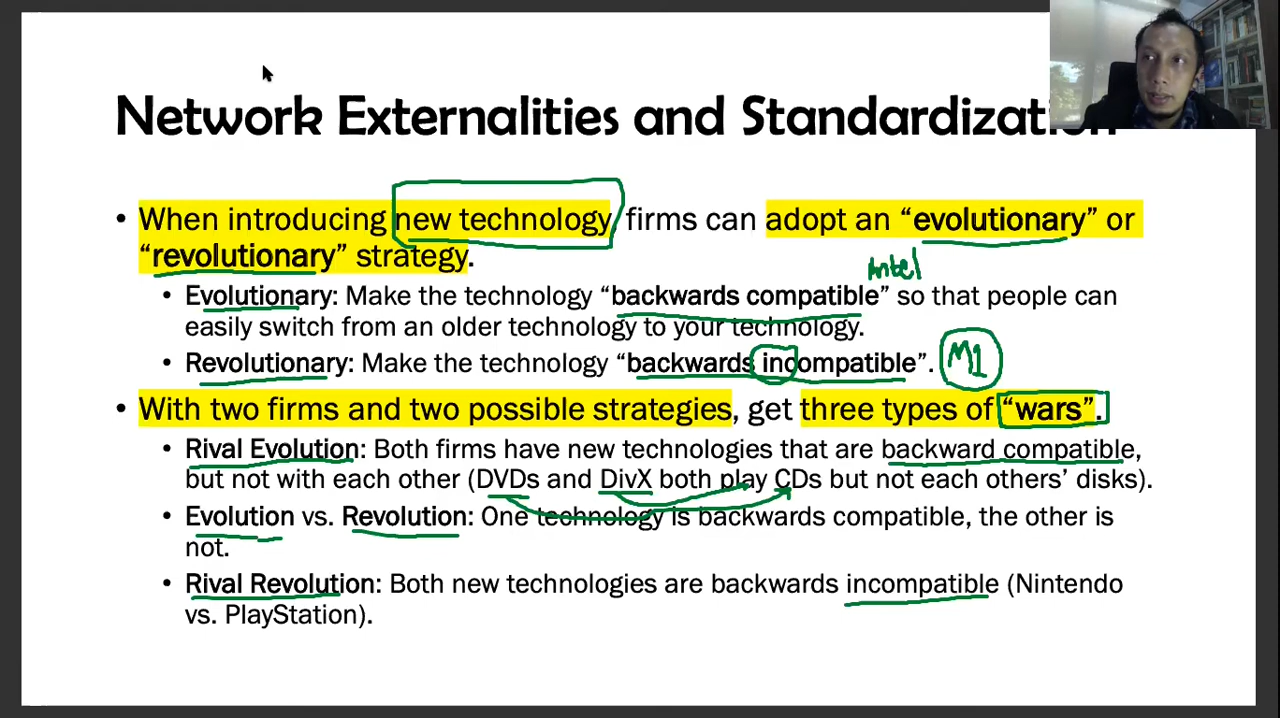 Network Externalities and Standardization
• When introducing new technology, firms can adopt an “evolutionary” or
“revolutionary” strategy.
Intel
• Evolutionary: Make the technology “backwards compatible” so that people can
easily switch from an older technology to your technology.
• Revolutionary: Make the technology “backwards incompatible”. M1
• With two firms and two possible strategies, get three types of “wars”.
• Rival Evolution: Both firms have new technologies that are backward compatible,
but not with each other (DVDs and DivX both play CDs but not each others’ disks).
• Evolution vs. Revolution: One technology is backwards compatible, the other is
not.
• Rival Revolution: Both new technologies are backwards incompatible (Nintendo
vs. PlayStation).